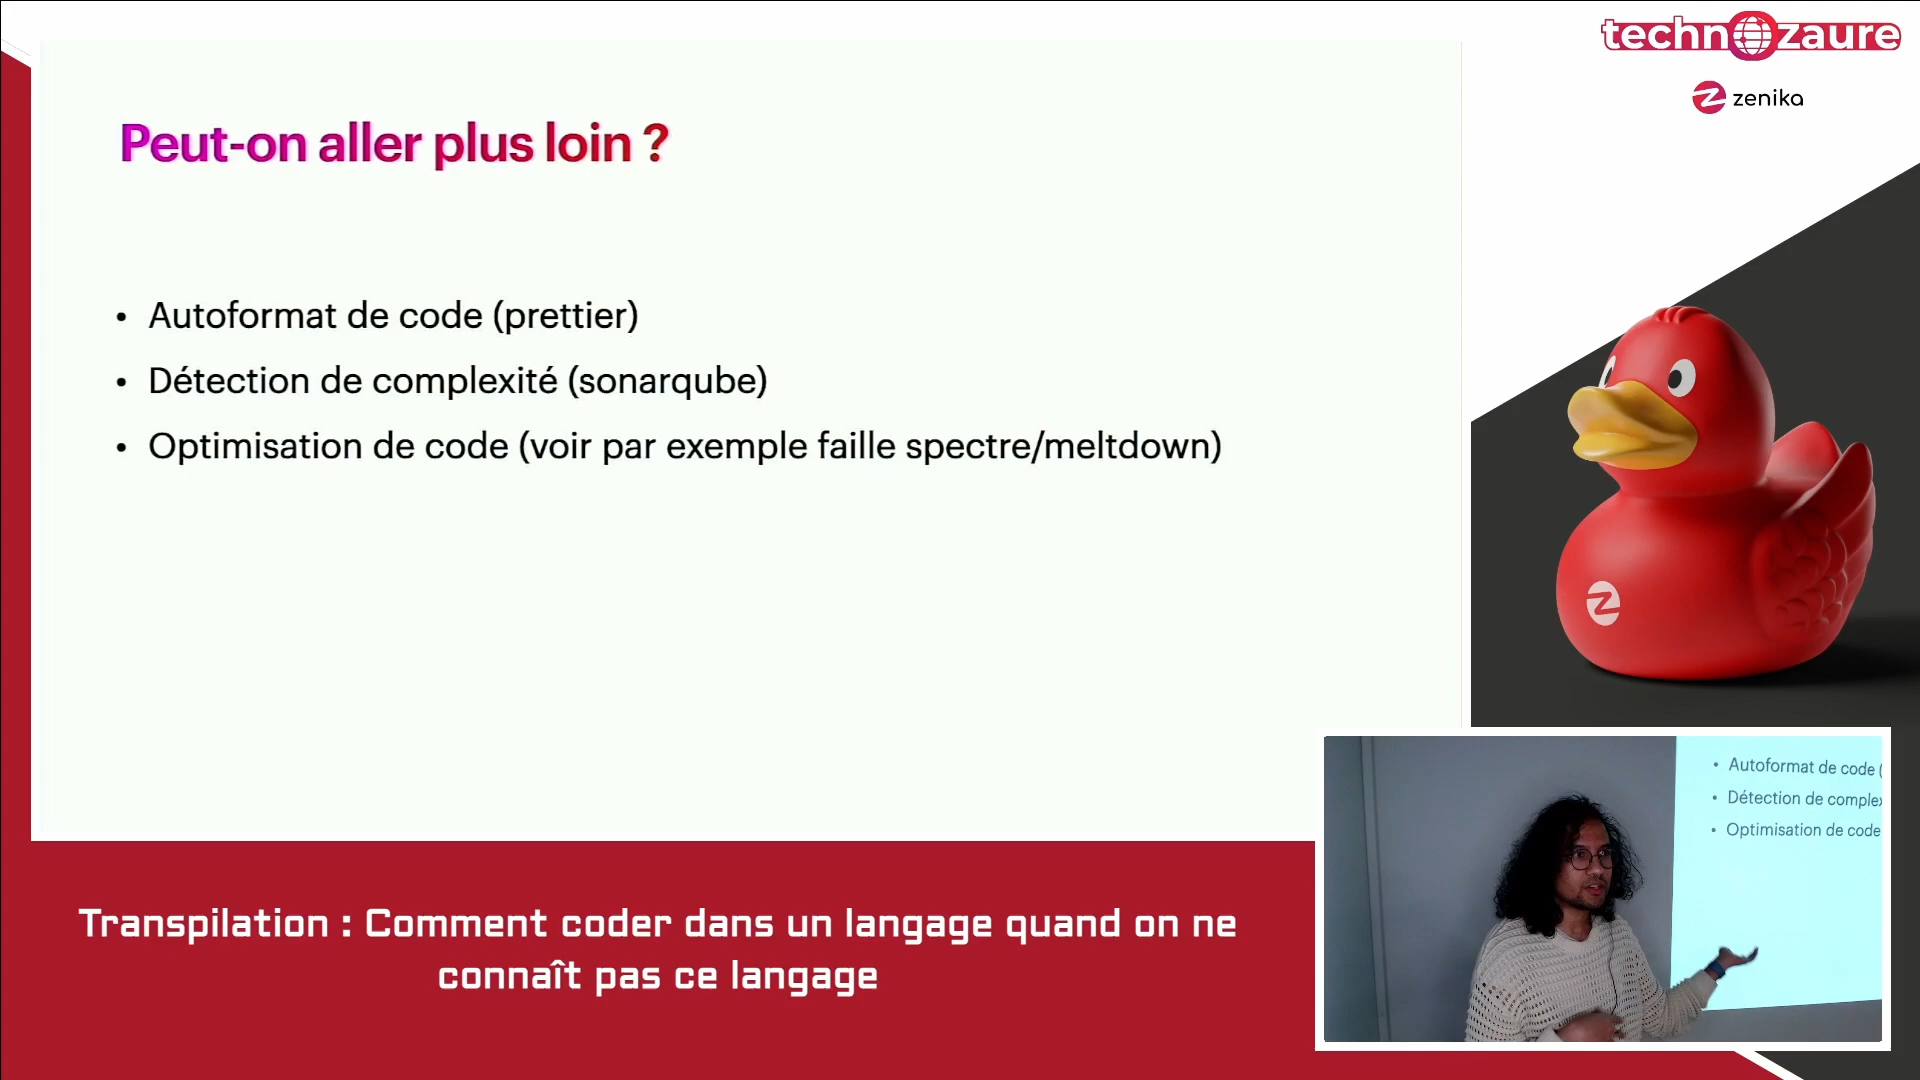 technozaure
zenika
Peut-on aller plus loin ?
• Autoformat de code (prettier)
• Détection de complexité (sonarqube)
• Optimisation de code (voir par exemple faille spectre/meltdown)
• Autoformat de code (
• Détection de complex
• Optimisation de code
Transpilation : Comment coder dans un langage quand on ne
connaît pas ce langage